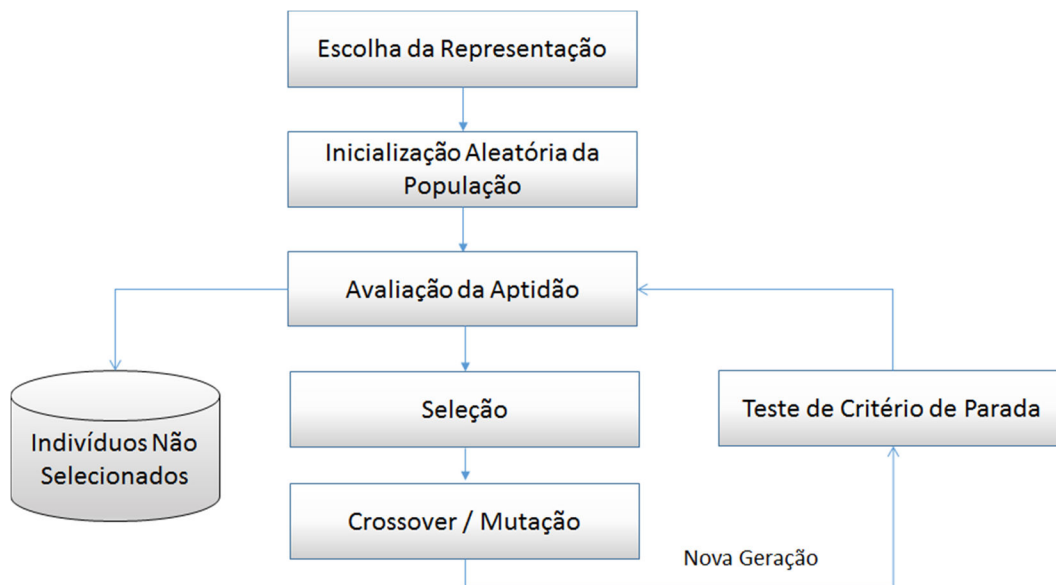 Escolha da Representação
Inicialização Aleatória da
População
Avaliação da Aptidão
Seleção
Teste de Critério de Parada
Indivíduos Não
Selecionados
Crossover / Mutação
Nova Geração